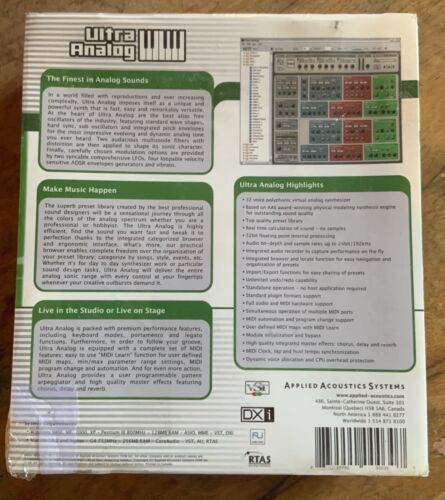 Ultra
Analog
The Finest in Analog Sounds
In a world filled with reproductions and ever increasing
complexity, Ultra Analog imposes itself as a unique and
powerful synth that is fast, easy and remarkably versatile.
At the heart of Ultra Analog are the best alias free
oscillators of the industry, featuring standard wave shapes,
hard sync, sub oscillators and integrated pitch envelopes
for the most impressive evolving and dynamic analog tone
you ever heard. Two audacious multimode filters with
distortion are then applied to shape its sonic character.
Finally, carefully chosen modulation options are provided
by two syncable comprehensive LFOs, four loopable velocity
sensitive ADSR envelopes generators and vibrato.
Make Music Happen
The superb preset library created by the best professional
sound designers will be a sensational journey through all
the colors of the analog spectrum whether you are a
professional or hobbyist. The Ultra Analog is highly
efficient, find the sound you want fast and tweak it to
perfection thanks to the integrated categorized browser
and ergonomic interface. What's more, our practical
browser enables complete freedom over the organization of
your preset library; categorize by songs, style, events, etc.
Whether it's for day to day synthesizer work or particular
sound design tasks, Ultra Analog will deliver the entire
analog sonic range with every control at your fingertips
whenever your creative outbursts demand it.
Live in the Studio or Live on Stage
Ultra Analog is packed with premium performance features,
including keyboard modes, portamento and legato
functions. Furthermore, in order to follow your groove,
Ultra Analog is equipped with a complete set of MIDI
features: easy to use "MIDI Learn" function for user defined
MIDI maps, min/max parameter range settings, MIDI
program change and automation. And for even more action,
Ultra Analog provides a user programmable pattern
arpeggiator and high quality master effects featuring
chorus, delay and reverb.
Ultra Analog Highlights
• 32 voice polyphonic virtual analog synthesizer
• Based on AAS award-winning physical modeling synthesis engine
for outstanding sound quality
• Top quality preset library
• Real time calculation of sound - no samples
• 32bit floating point internal processing
• Audio bit-depth and sample rates up to 24bit/192kHz
• Integrated audio recorder to capture performance on the fly
• Integrated browser and locate function for easy navigation and
organization of presets
• Import/Export functions for easy sharing of presets
• Unlimited undo/redo capability
• Standalone operation - no host application required
• Standard plugin formats support
• Full audio and MIDI hardware support
• Simultaneous operation of multiple MIDI ports
• MIDI automation and program change support
• User defined MIDI maps with MIDI Learn
• Module initialization and bypass
• High quality integrated master effects: chorus, delay and reverb
• MIDI Clock, tap and host tempo synchronization
• Dynamic voice allocation and CPU overhead protection
VST
DXi
AU
RTAS
APPLIED ACOUSTICS SYSTEMS
www.applied-acoustics.com
486, Sainte-Catherine Ouest, Suite 201
Montreal (Quebec) H3B 1A6, Canada
North America 1 888 441 8277
Worldwide 1 514 871 8100